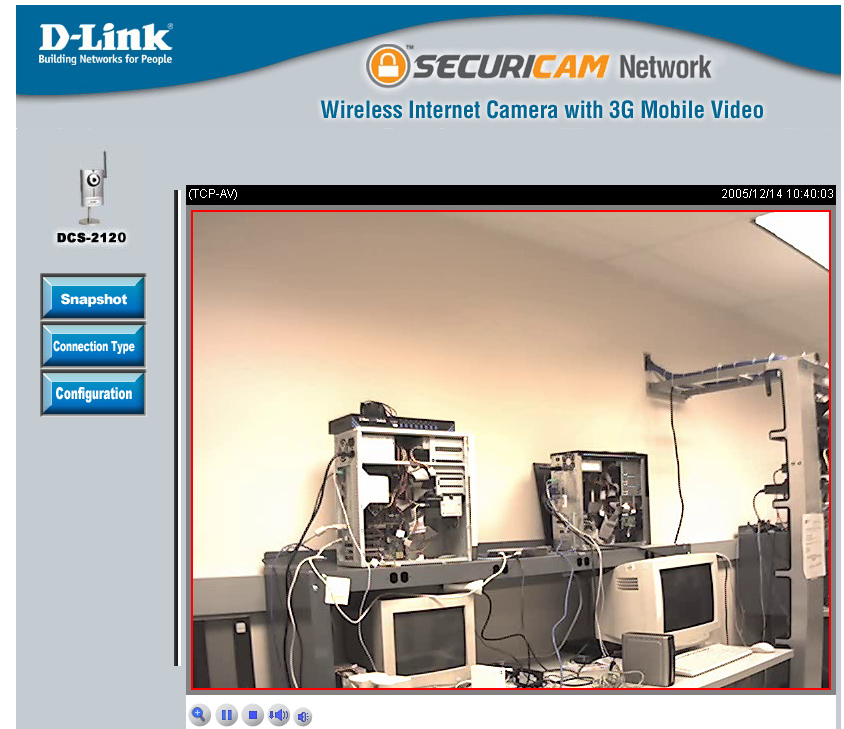 D-Link®
Building Networks for People
SECURICAM™ Network
Wireless Internet Camera with 3G Mobile Video
DCS-2120
Snapshot
Connection Type
Configuration
(TCP-AV) 2005/12/14 10:40:03